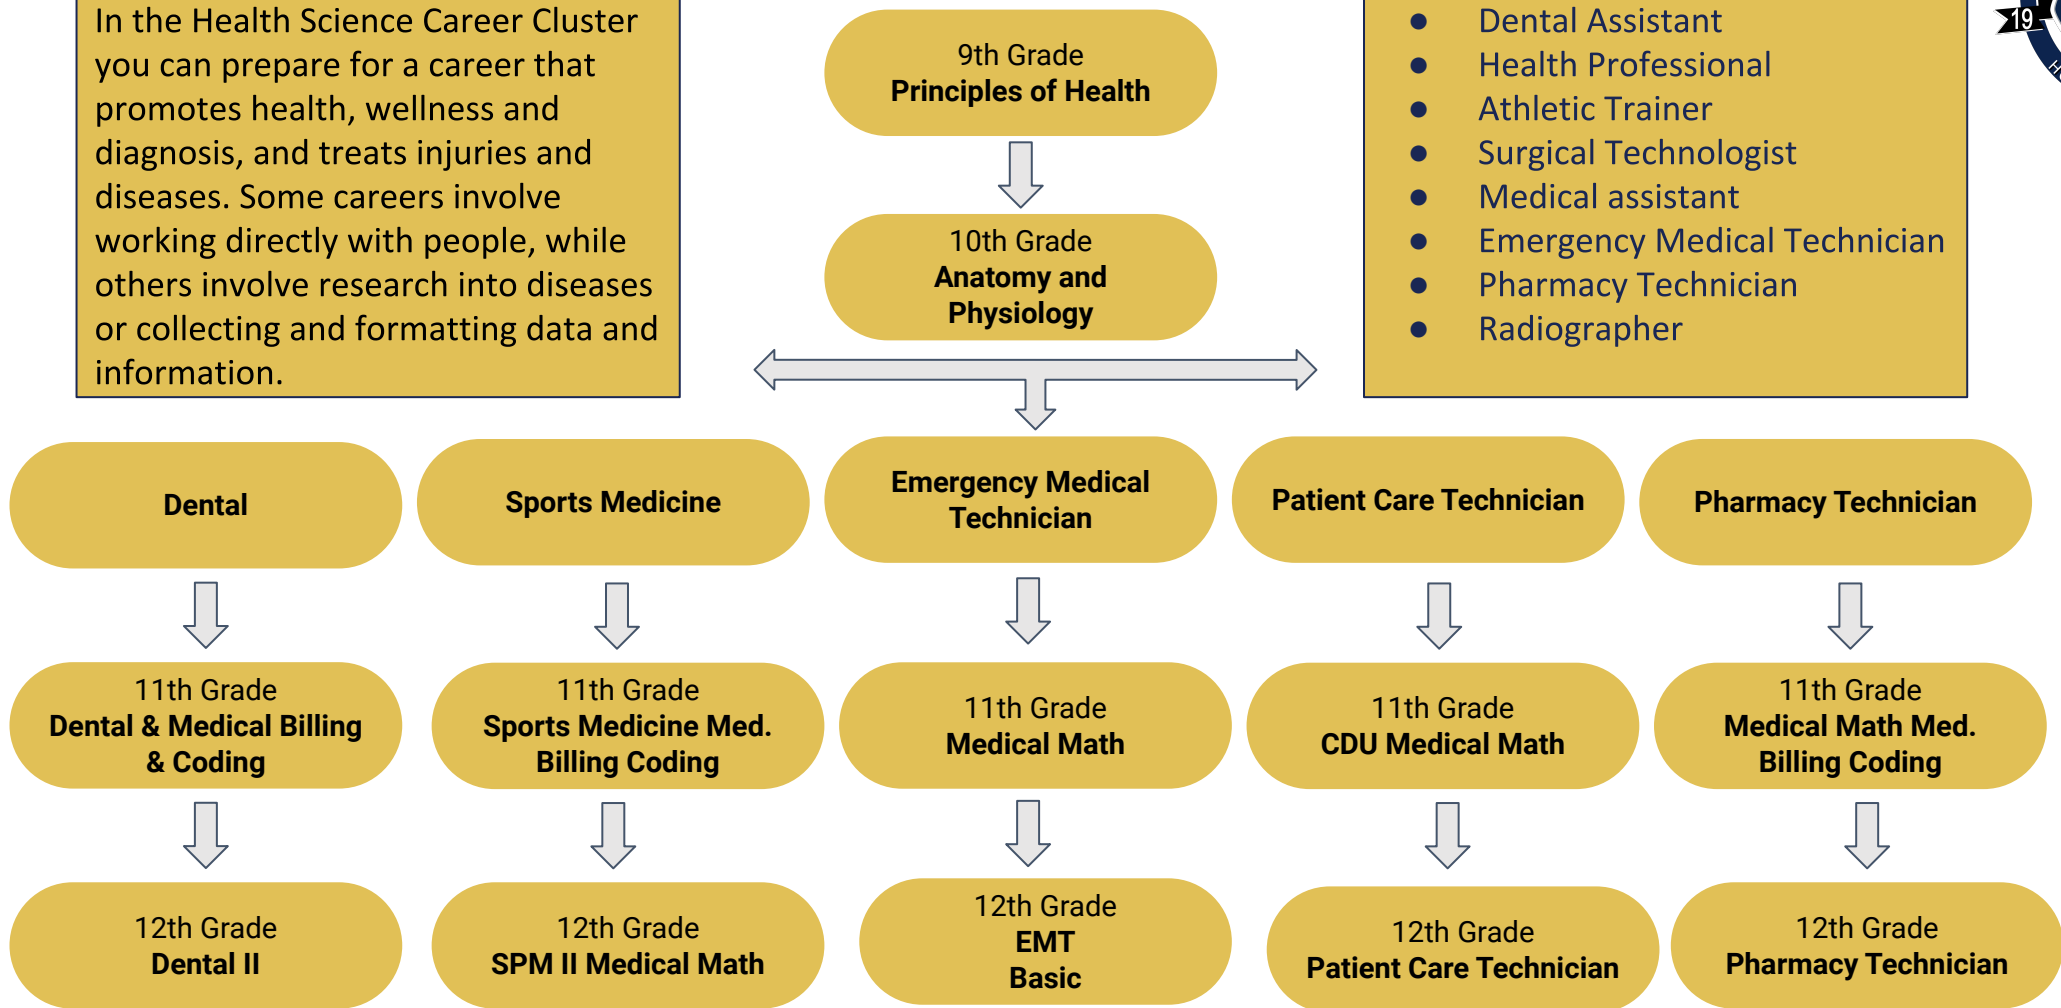 In the Health Science Career Cluster
you can prepare for a career that
promotes health, wellness and
diagnosis, and treats injuries and
diseases. Some careers involve
working directly with people, while
others involve research into diseases
or collecting and formatting data and
information.
9th Grade
Principles of Health
10th Grade
Anatomy and
Physiology
● Dental Assistant
● Health Professional
● Athletic Trainer
● Surgical Technologist
● Medical assistant
● Emergency Medical Technician
● Pharmacy Technician
● Radiographer
19
Dental
Sports Medicine
Emergency Medical
Technician
Patient Care Technician
Pharmacy Technician
11th Grade
Dental & Medical Billing
& Coding
11th Grade
Sports Medicine Med.
Billing Coding
11th Grade
Medical Math
11th Grade
CDU Medical Math
11th Grade
Medical Math Med.
Billing Coding
12th Grade
Dental II
12th Grade
SPM II Medical Math
12th Grade
EMT
Basic
12th Grade
Patient Care Technician
12th Grade
Pharmacy Technician